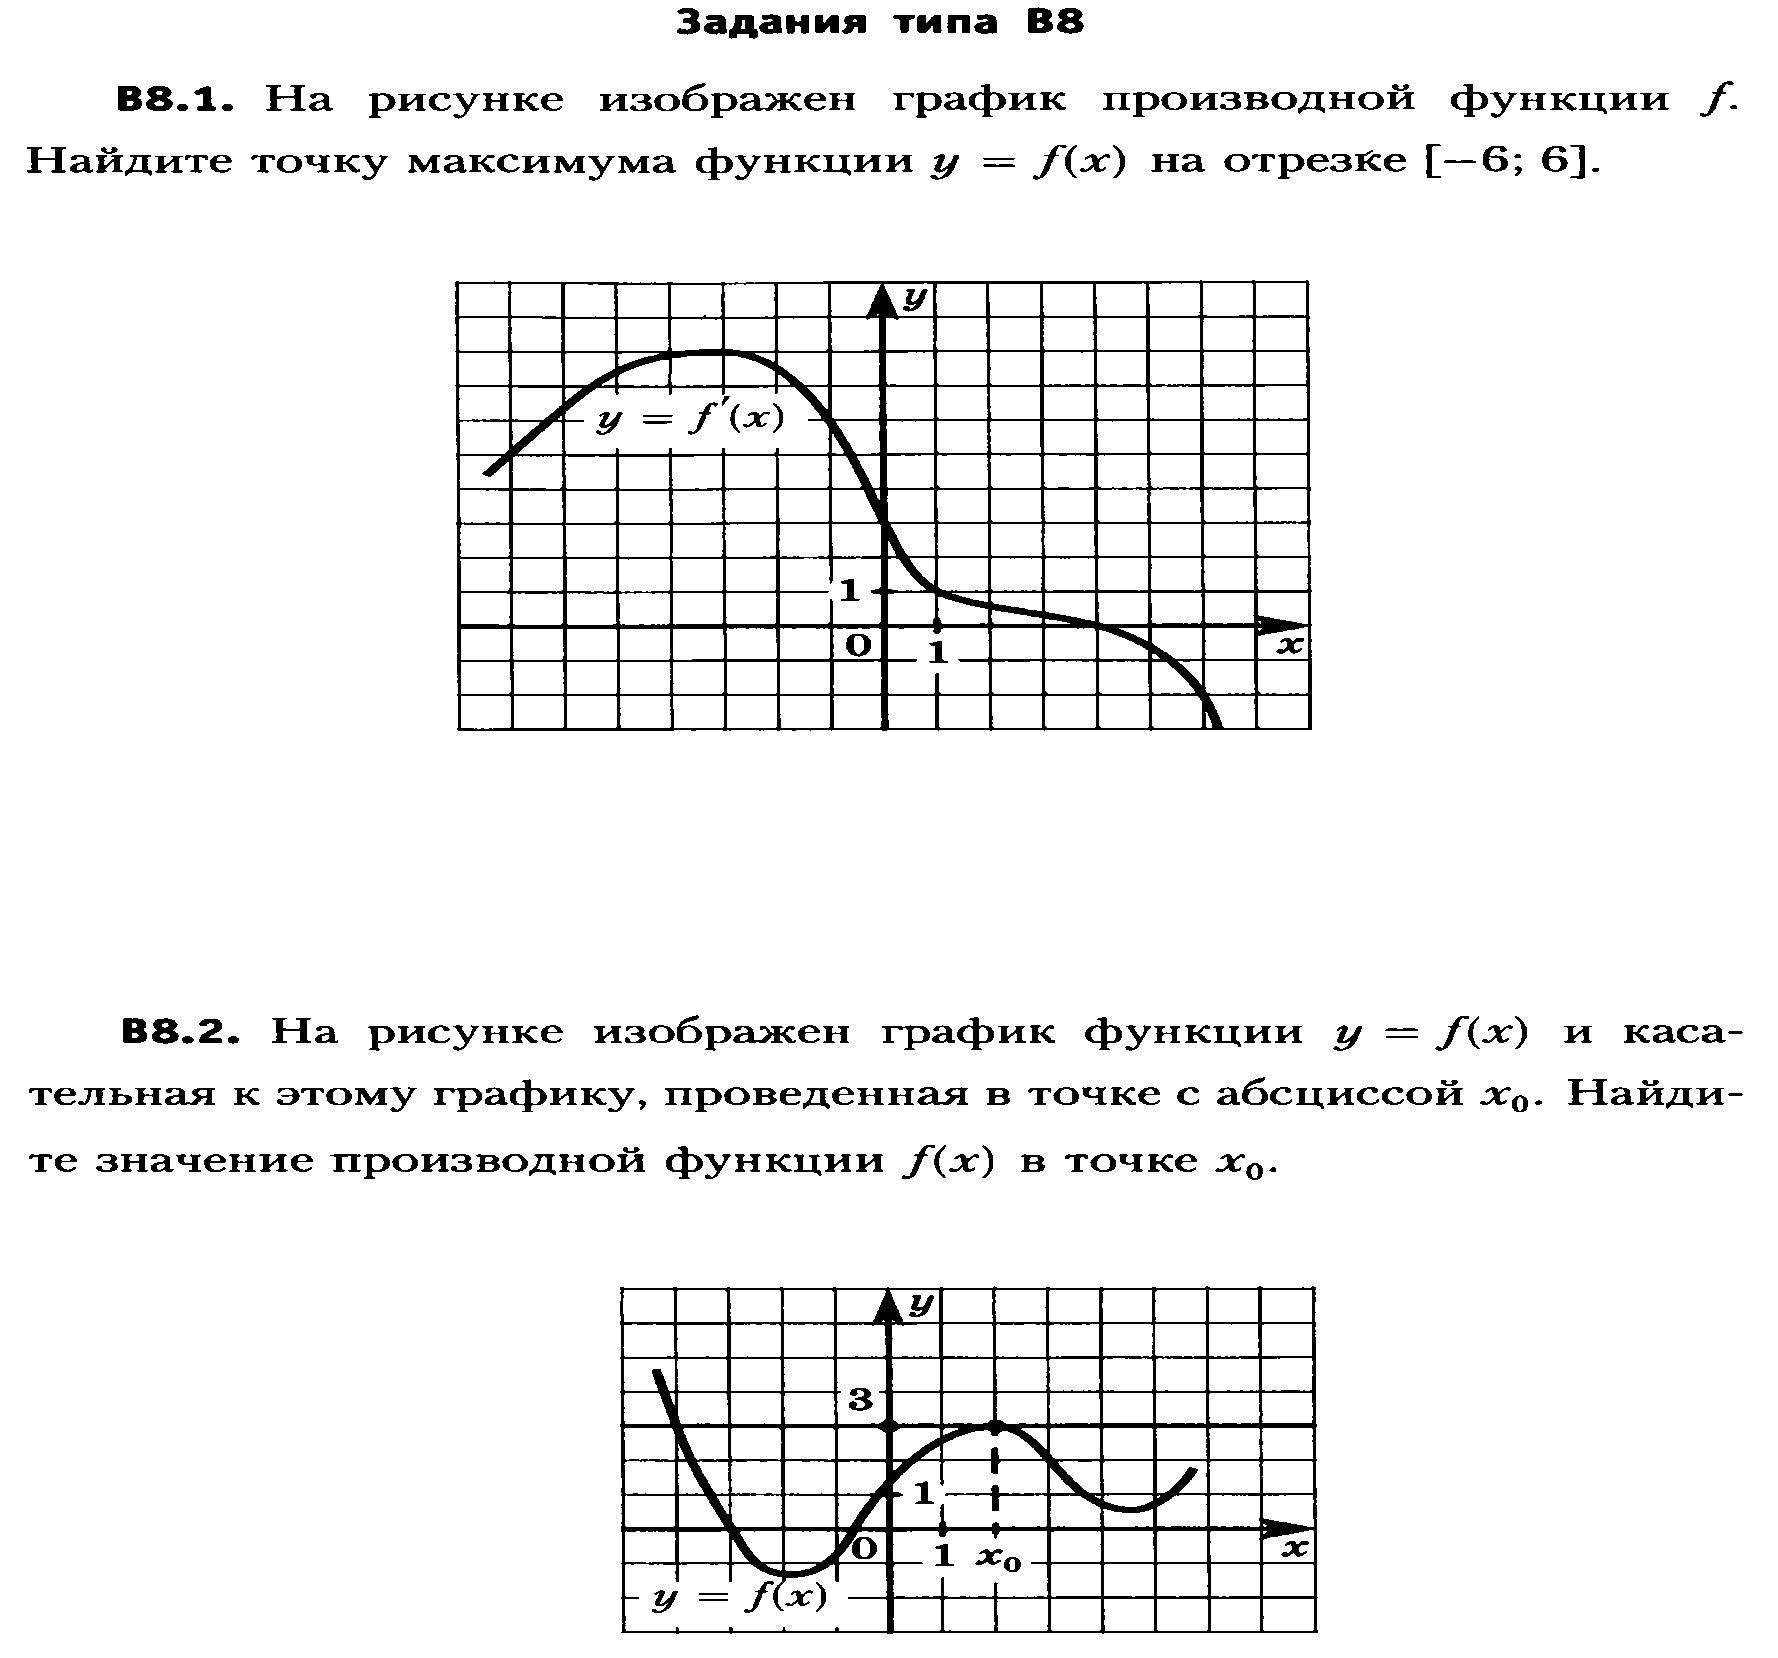 Задания типа В8
В8.1. На рисунке изображен график производной функции f.
Найдите точку максимума функции y = f(x) на отрезке [−6; 6].
y
y = f′(x)
1
0
1
x
В8.2. На рисунке изображен график функции y = f(x) и каса-
тельная к этому графику, проведенная в точке с абсциссой x₀. Найди-
те значение производной функции f(x) в точке x₀.
y
3
1
0
1
x₀
x
y = f(x)